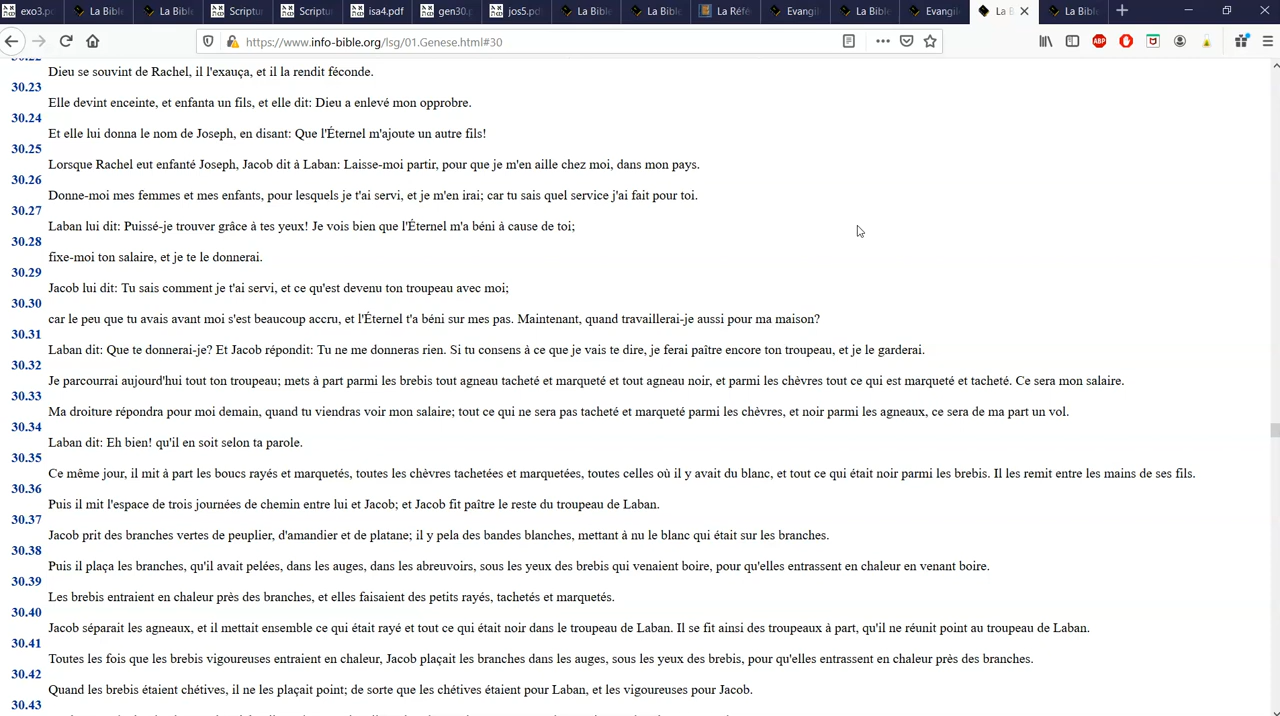 exo3.pd
La Bibl
La Bibl
Scriptur
Scriptur
isa4.pdf
gen30.p
jos5.pdf
La Bible
La Bible
La Réfé
Evangil
La Bible
Evangil
La B
La Bible
https://www.info-bible.org/lsg/01.Genese.html#30
30.22
Dieu se souvint de Rachel, il l'exauça, et il la rendit féconde.
30.23
Elle devint enceinte, et enfanta un fils, et elle dit: Dieu a enlevé mon opprobre.
30.24
Et elle lui donna le nom de Joseph, en disant: Que l'Éternel m'ajoute un autre fils!
30.25
Lorsque Rachel eut enfanté Joseph, Jacob dit à Laban: Laisse-moi partir, pour que je m'en aille chez moi, dans mon pays.
30.26
Donne-moi mes femmes et mes enfants, pour lesquels je t'ai servi, et je m'en irai; car tu sais quel service j'ai fait pour toi.
30.27
Laban lui dit: Puissé-je trouver grâce à tes yeux! Je vois bien que l'Éternel m'a béni à cause de toi;
30.28
fixe-moi ton salaire, et je te le donnerai.
30.29
Jacob lui dit: Tu sais comment je t'ai servi, et ce qu'est devenu ton troupeau avec moi;
30.30
car le peu que tu avais avant moi s'est beaucoup accru, et l'Éternel t'a béni sur mes pas. Maintenant, quand travaillerai-je aussi pour ma maison?
30.31
Laban dit: Que te donnerai-je? Et Jacob répondit: Tu ne me donneras rien. Si tu consens à ce que je vais te dire, je ferai paître encore ton troupeau, et je le garderai.
30.32
Je parcourrai aujourd'hui tout ton troupeau; mets à part parmi les brebis tout agneau tacheté et marqueté et tout agneau noir, et parmi les chèvres tout ce qui est marqueté et tacheté. Ce sera mon salaire.
30.33
Ma droiture répondra pour moi demain, quand tu viendras voir mon salaire; tout ce qui ne sera pas tacheté et marqueté parmi les chèvres, et noir parmi les agneaux, ce sera de ma part un vol.
30.34
Laban dit: Eh bien! qu'il en soit selon ta parole.
30.35
Ce même jour, il mit à part les boucs rayés et marquetés, toutes les chèvres tachetées et marquetées, toutes celles où il y avait du blanc, et tout ce qui était noir parmi les brebis. Il les remit entre les mains de ses fils.
30.36
Puis il mit l'espace de trois journées de chemin entre lui et Jacob; et Jacob fit paître le reste du troupeau de Laban.
30.37
Jacob prit des branches vertes de peuplier, d'amandier et de platane; il y pela des bandes blanches, mettant à nu le blanc qui était sur les branches.
30.38
Puis il plaça les branches, qu'il avait pelées, dans les auges, dans les abreuvoirs, sous les yeux des brebis qui venaient boire, pour qu'elles entrassent en chaleur en venant boire.
30.39
Les brebis entraient en chaleur près des branches, et elles faisaient des petits rayés, tachetés et marquetés.
30.40
Jacob séparait les agneaux, et il mettait ensemble ce qui était rayé et tout ce qui était noir dans le troupeau de Laban. Il se fit ainsi des troupeaux à part, qu'il ne réunit point au troupeau de Laban.
30.41
Toutes les fois que les brebis vigoureuses entraient en chaleur, Jacob plaçait les branches dans les auges, sous les yeux des brebis, pour qu'elles entrassent en chaleur près des branches.
30.42
Quand les brebis étaient chétives, il ne les plaçait point; de sorte que les chétives étaient pour Laban, et les vigoureuses pour Jacob.
30.43